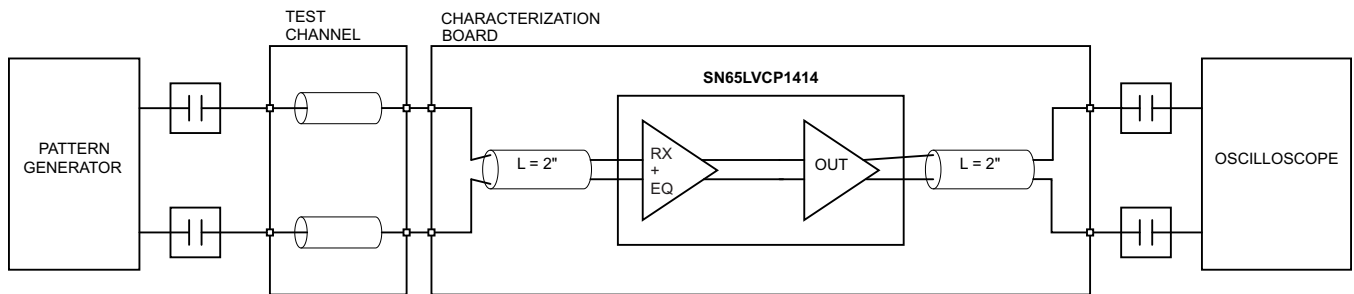 TEST
CHANNEL
CHARACTERIZATION
BOARD
SN65LVCP1414
PATTERN
GENERATOR
L = 2"
RX
+
EQ
OUT
L = 2"
OSCILLOSCOPE